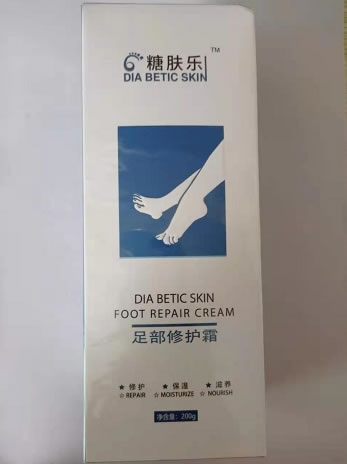 糖肤乐 TM
DIA BETIC SKIN
DIA BETIC SKIN
FOOT REPAIR CREAM
足部修护霜
★ 修护 ★ 保湿 ★ 滋养
☆ REPAIR ☆ MOISTURIZE ☆ NOURISH
净含量: 200g